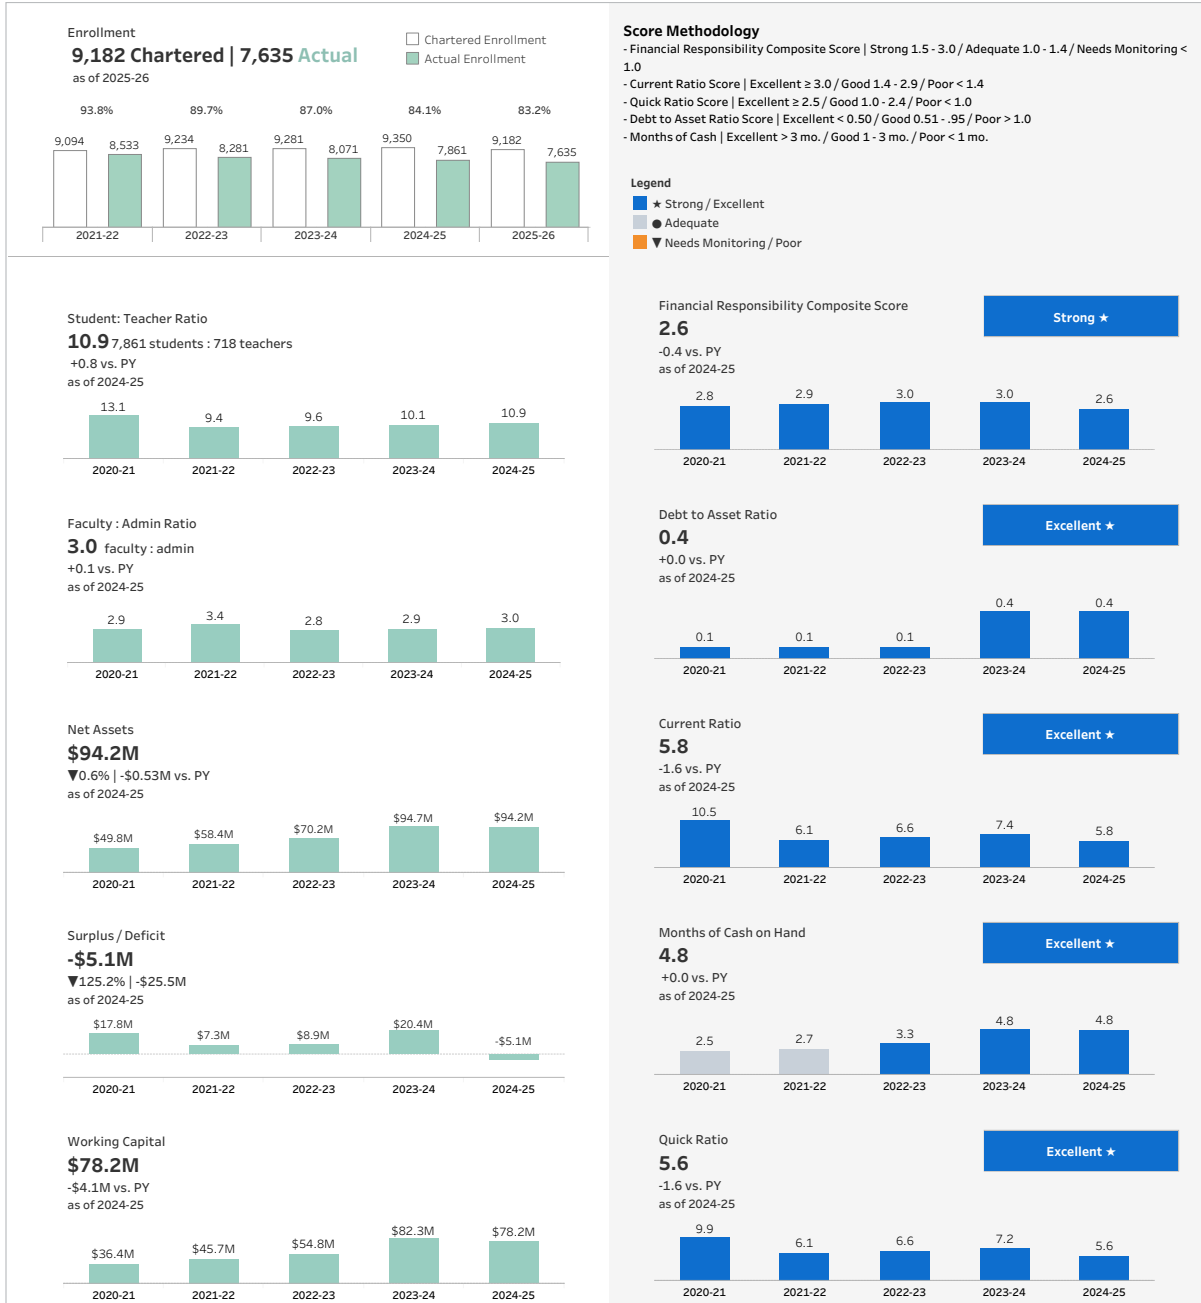 Enrollment
9,182 Chartered | 7,635 Actual
as of 2025-26
Chartered Enrollment
Actual Enrollment
93.8% 89.7% 87.0% 84.1% 83.2%
9,094 8,533 9,234 8,281 9,281 8,071 9,350 7,861 9,182 7,635
2021-22 2022-23 2023-24 2024-25 2025-26
Score Methodology
- Financial Responsibility Composite Score | Strong 1.5 - 3.0 / Adequate 1.0 - 1.4 / Needs Monitoring <
1.0
- Current Ratio Score | Excellent ≥ 3.0 / Good 1.4 - 2.9 / Poor < 1.4
- Quick Ratio Score | Excellent ≥ 2.5 / Good 1.0 - 2.4 / Poor < 1.0
- Debt to Asset Ratio Score | Excellent < 0.50 / Good 0.51 - .95 / Poor > 1.0
- Months of Cash | Excellent > 3 mo. / Good 1 - 3 mo. / Poor < 1 mo.
Legend
★ Strong / Excellent
● Adequate
▼ Needs Monitoring / Poor
Student: Teacher Ratio
10.9 7,861 students : 718 teachers
+0.8 vs. PY
as of 2024-25
13.1 9.4 9.6 10.1 10.9
2020-21 2021-22 2022-23 2023-24 2024-25
Faculty : Admin Ratio
3.0 faculty : admin
+0.1 vs. PY
as of 2024-25
2.9 3.4 2.8 2.9 3.0
2020-21 2021-22 2022-23 2023-24 2024-25
Net Assets
$94.2M
▼0.6% | -$0.53M vs. PY
as of 2024-25
$49.8M $58.4M $70.2M $94.7M $94.2M
2020-21 2021-22 2022-23 2023-24 2024-25
Surplus / Deficit
-$5.1M
▼125.2% | -$25.5M
as of 2024-25
$17.8M $7.3M $8.9M $20.4M -$5.1M
2020-21 2021-22 2022-23 2023-24 2024-25
Working Capital
$78.2M
-$4.1M vs. PY
as of 2024-25
$36.4M $45.7M $54.8M $82.3M $78.2M
2020-21 2021-22 2022-23 2023-24 2024-25
Financial Responsibility Composite Score
2.6
-0.4 vs. PY
as of 2024-25
Strong ★
2.8 2.9 3.0 3.0 2.6
2020-21 2021-22 2022-23 2023-24 2024-25
Debt to Asset Ratio
0.4
+0.0 vs. PY
as of 2024-25
Excellent ★
0.1 0.1 0.1 0.4 0.4
2020-21 2021-22 2022-23 2023-24 2024-25
Current Ratio
5.8
-1.6 vs. PY
as of 2024-25
Excellent ★
10.5 6.1 6.6 7.4 5.8
2020-21 2021-22 2022-23 2023-24 2024-25
Months of Cash on Hand
4.8
+0.0 vs. PY
as of 2024-25
Excellent ★
2.5 2.7 3.3 4.8 4.8
2020-21 2021-22 2022-23 2023-24 2024-25
Quick Ratio
5.6
-1.6 vs. PY
as of 2024-25
Excellent ★
9.9 6.1 6.6 7.2 5.6
2020-21 2021-22 2022-23 2023-24 2024-25